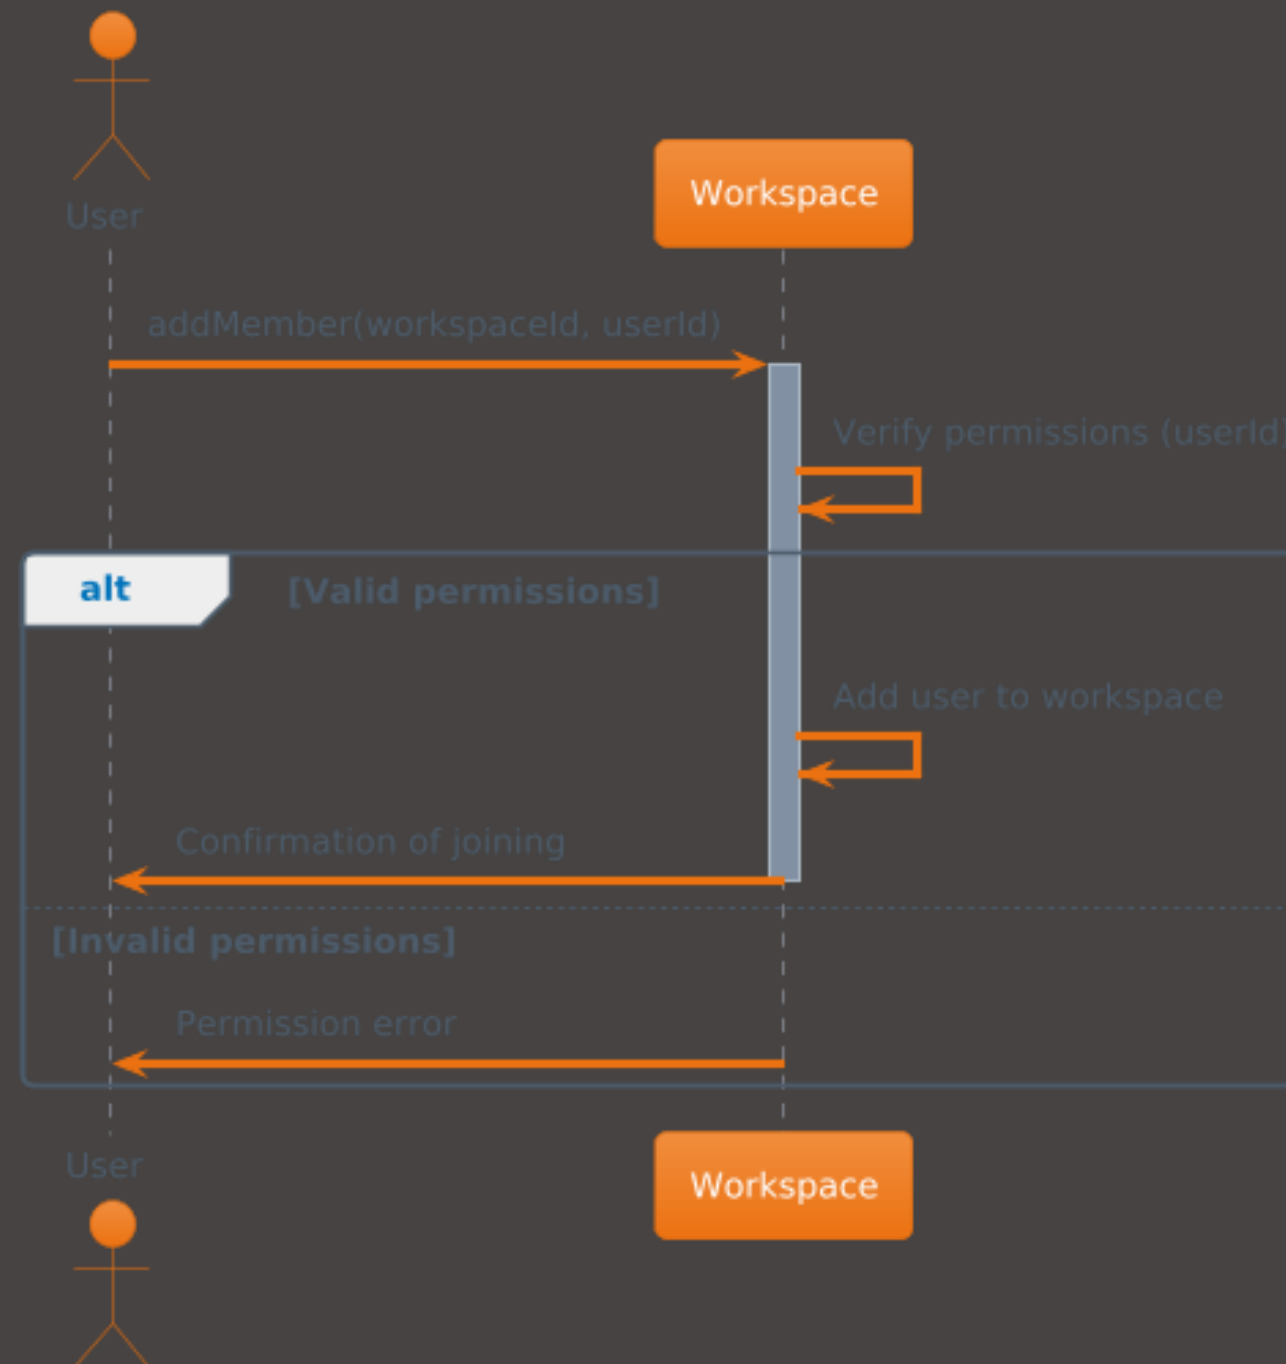 User
Workspace
addMember(workspaceId, userId)
Verify permissions (userId)
alt
[Valid permissions]
Add user to workspace
Confirmation of joining
[Invalid permissions]
Permission error
User
Workspace